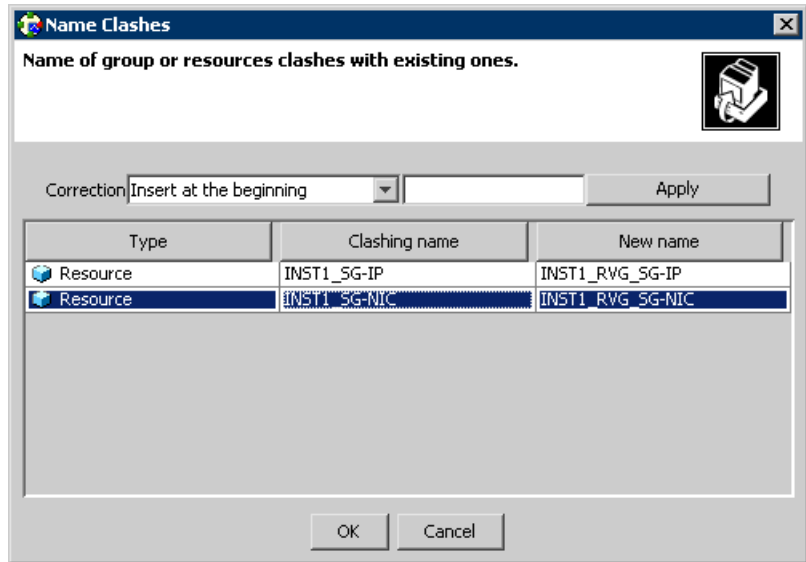 Name Clashes
Name of group or resources clashes with existing ones.
Correction Insert at the beginning Apply
Type Clashing name New name
Resource INST1_SG-IP INST1_RVG_SG-IP
Resource INST1_SG-NIC INST1_RVG_SG-NIC
OK Cancel